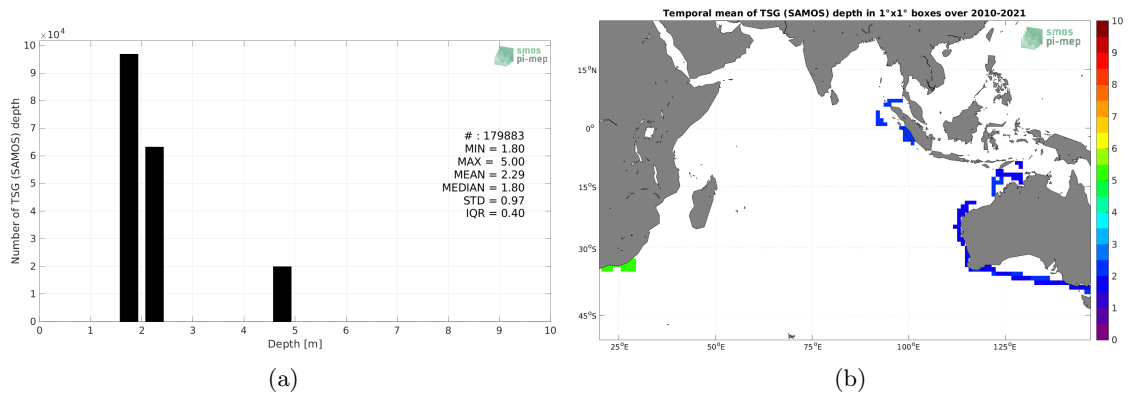 ×10⁴
10
9
8
7
6
5
4
3
2
1
0
Number of TSG (SAMOS) depth
0 1 2 3 4 5 6 7 8 9 10
Depth [m]
smos
pi-mep
# : 179883
MIN = 1.80
MAX = 5.00
MEAN = 2.29
MEDIAN = 1.80
STD = 0.97
IQR = 0.40
(a)
Temporal mean of TSG (SAMOS) depth in 1°x1° boxes over 2010-2021
smos
pi-mep
15°N
0°
15°S
30°S
45°S
25°E 50°E 75°E 100°E 125°E
10
9
8
7
6
5
4
3
2
1
0
(b)